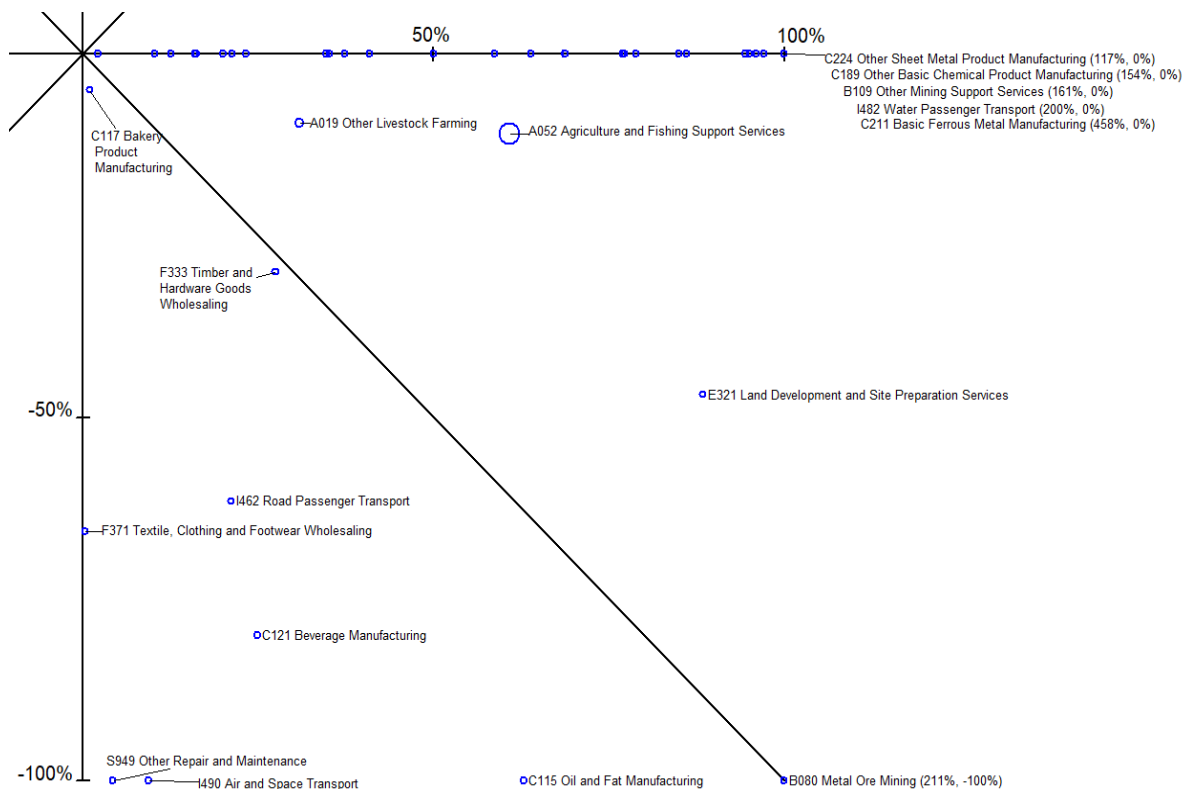 50%
100%
C224 Other Sheet Metal Product Manufacturing (117%, 0%)
C189 Other Basic Chemical Product Manufacturing (154%, 0%)
B109 Other Mining Support Services (161%, 0%)
I482 Water Passenger Transport (200%, 0%)
C211 Basic Ferrous Metal Manufacturing (458%, 0%)
A019 Other Livestock Farming
A052 Agriculture and Fishing Support Services
C117 Bakery
Product
Manufacturing
F333 Timber and
Hardware Goods
Wholesaling
E321 Land Development and Site Preparation Services
-50%
I462 Road Passenger Transport
F371 Textile, Clothing and Footwear Wholesaling
C121 Beverage Manufacturing
S949 Other Repair and Maintenance
-100%
I490 Air and Space Transport
C115 Oil and Fat Manufacturing
B080 Metal Ore Mining (211%, -100%)